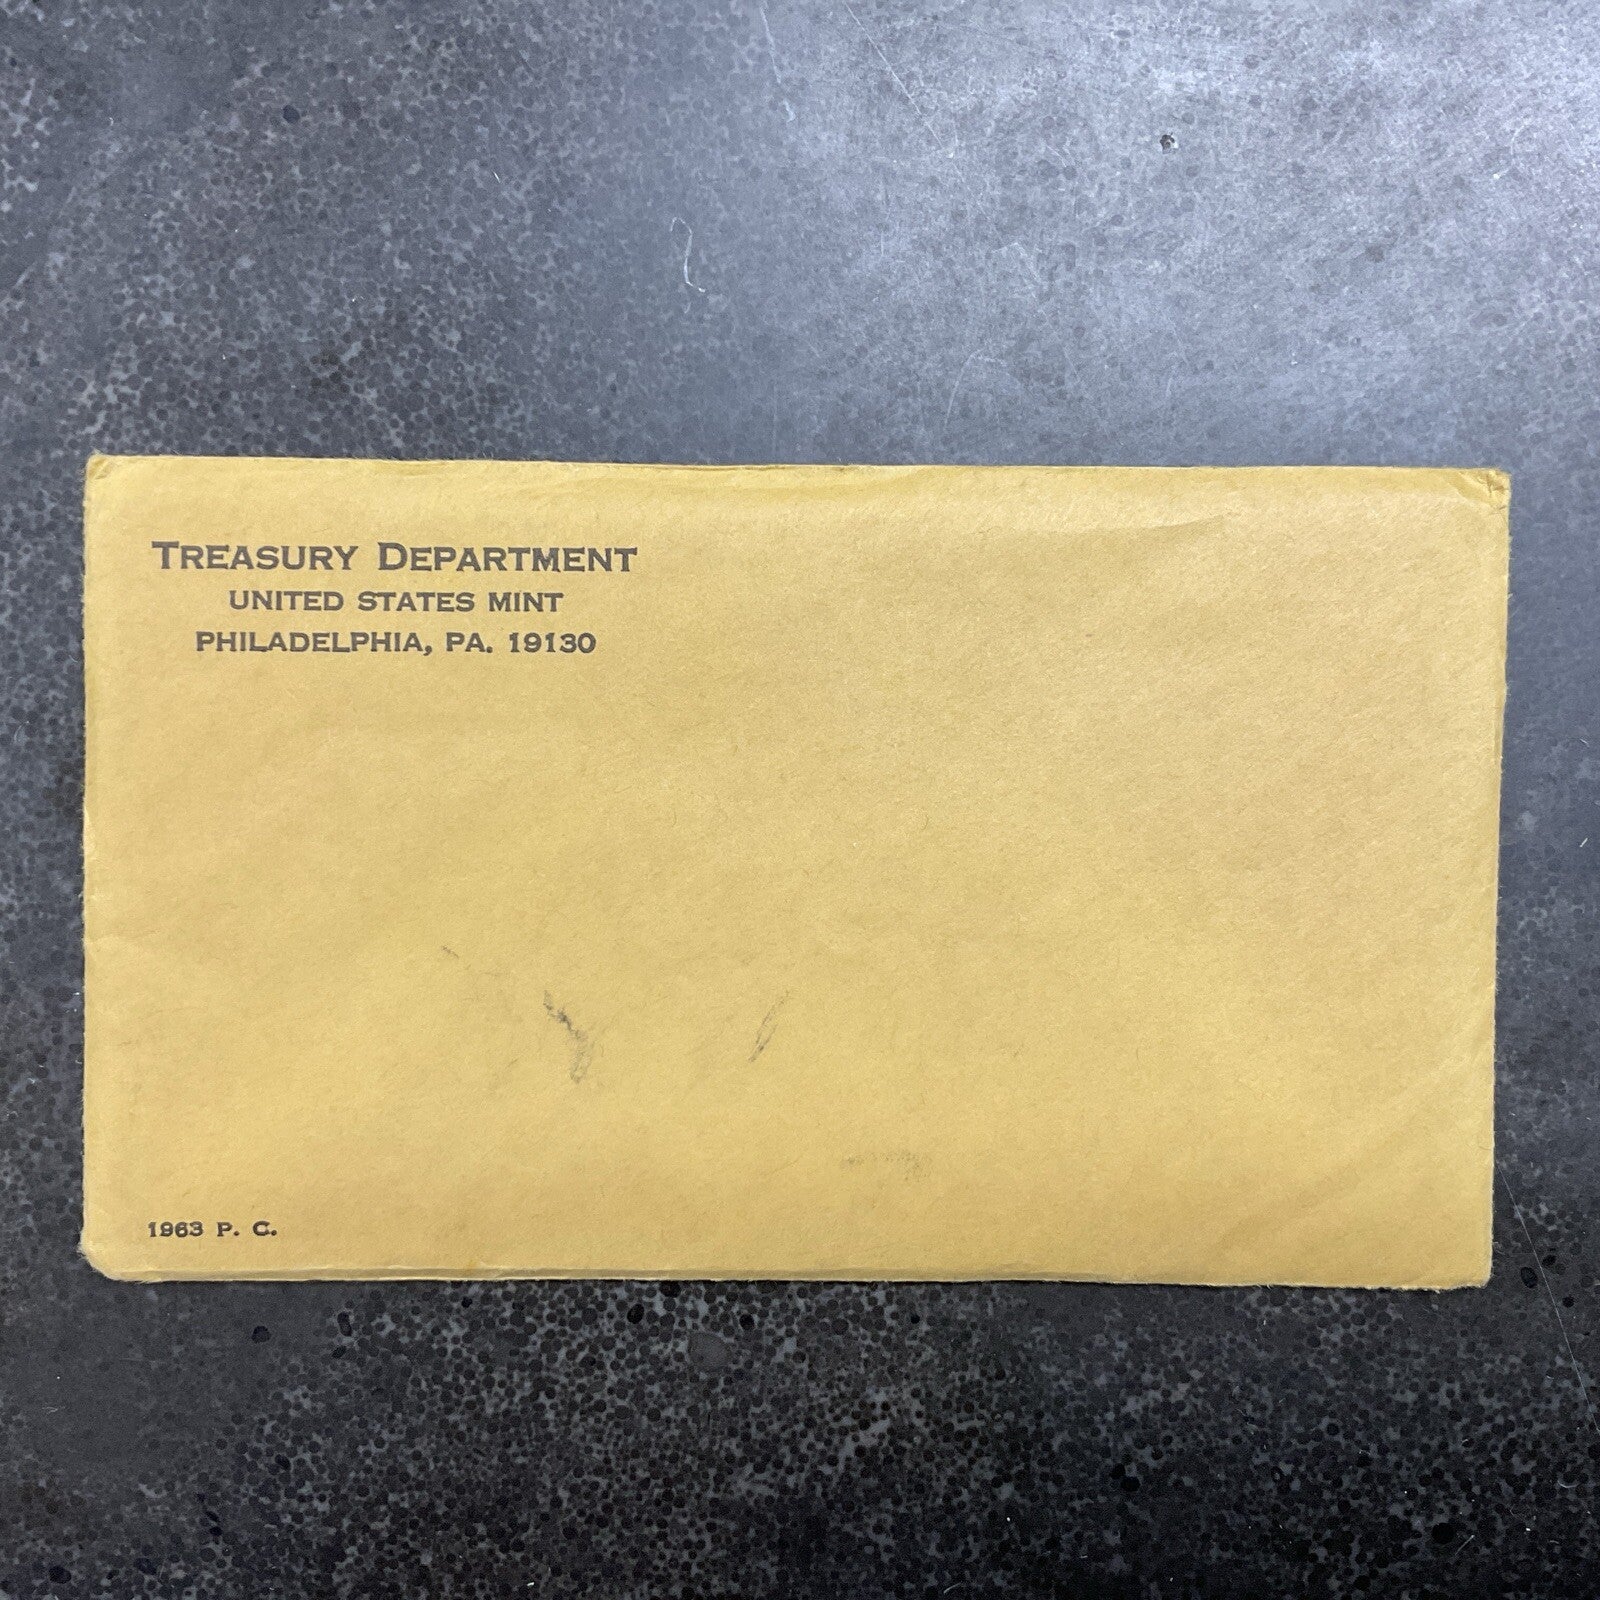 TREASURY DEPARTMENT
UNITED STATES MINT
PHILADELPHIA, PA. 19130
1963 P. C.